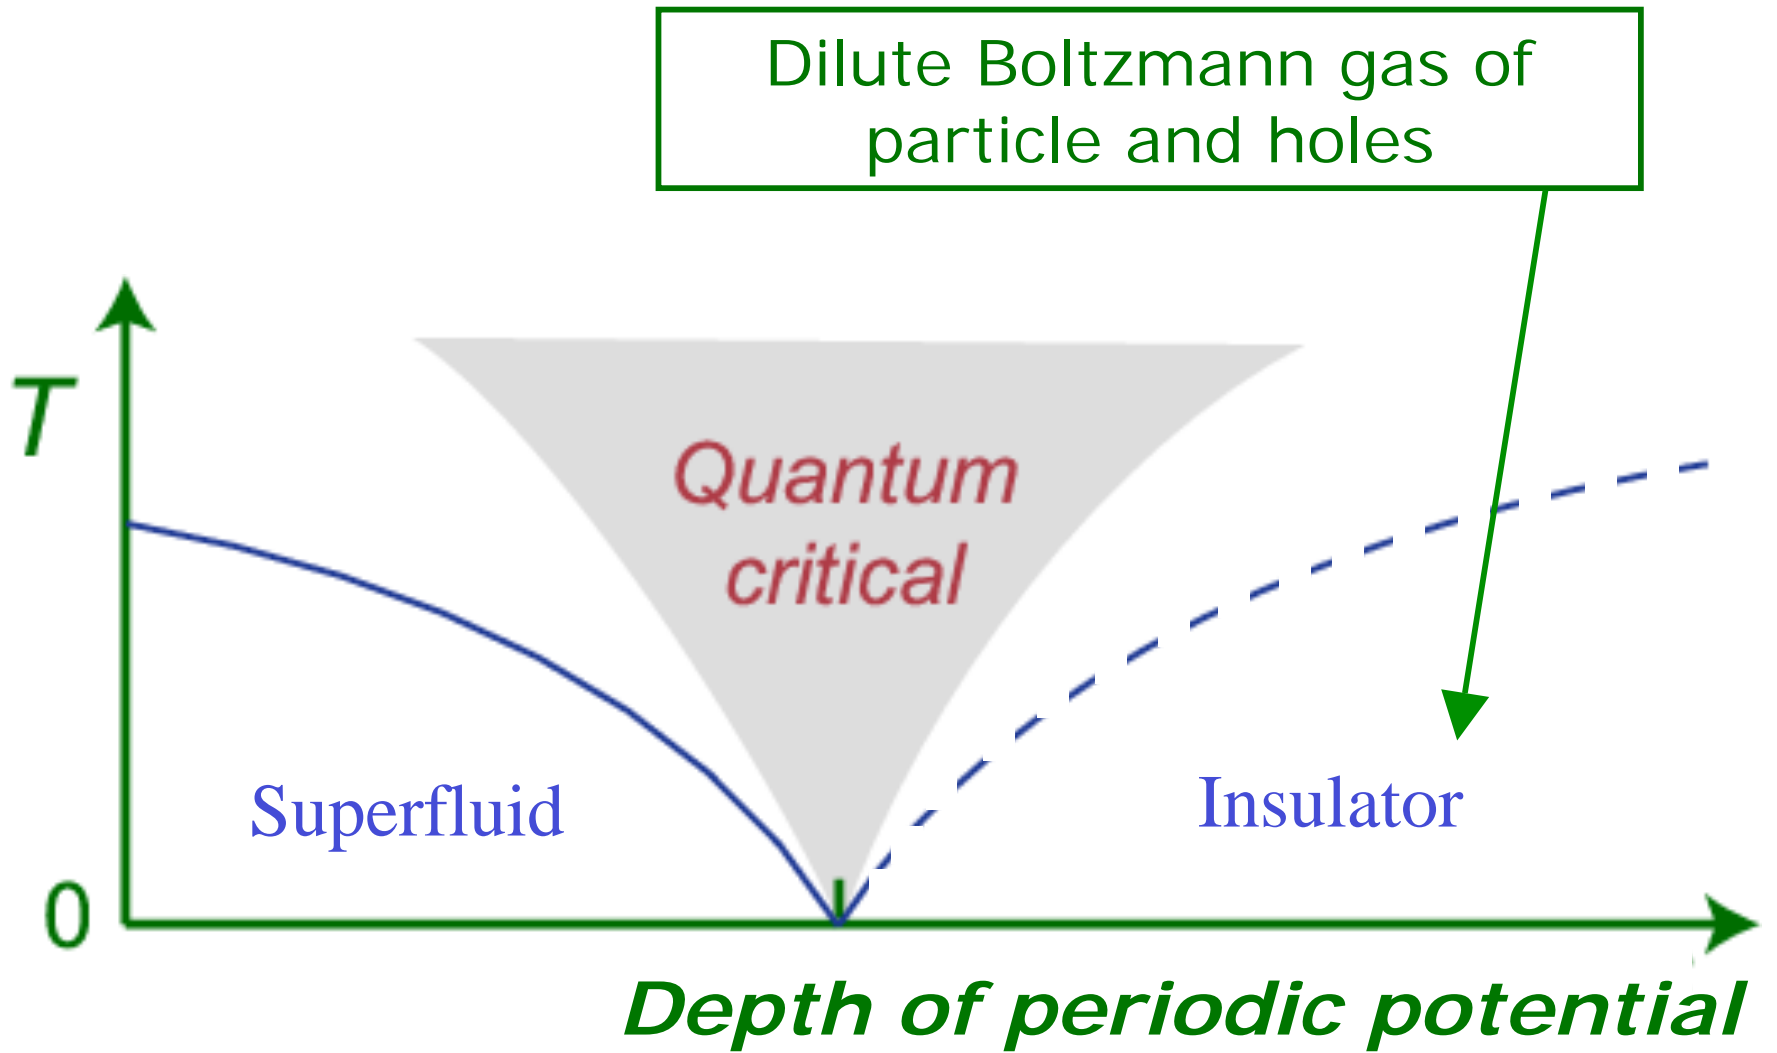 Dilute Boltzmann gas of
particle and holes
T
Quantum
critical
Superfluid
Insulator
0
Depth of periodic potential